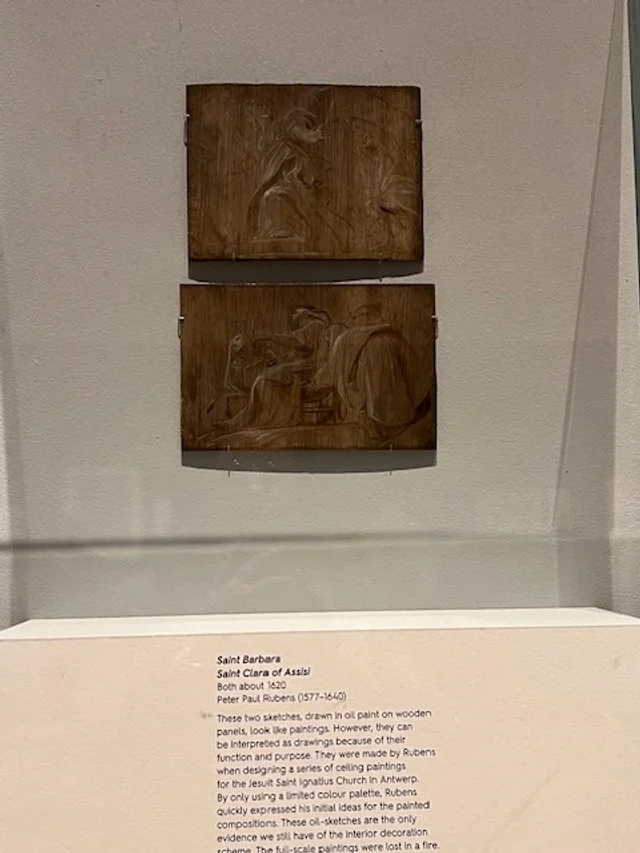 Saint Barbara
Saint Clara of Assisi
Both about 1620
Peter Paul Rubens (1577–1640)
These two sketches, drawn in oil paint on wooden
panels, look like paintings. However, they can
be interpreted as drawings because of their
function and purpose. They were made by Rubens
when designing a series of ceiling paintings
for the Jesuit Saint Ignatius Church in Antwerp.
By only using a limited colour palette, Rubens
quickly expressed his initial ideas for the painted
compositions. These oil-sketches are the only
evidence we still have of the interior decoration
scheme. The full-scale paintings were lost in a fire.